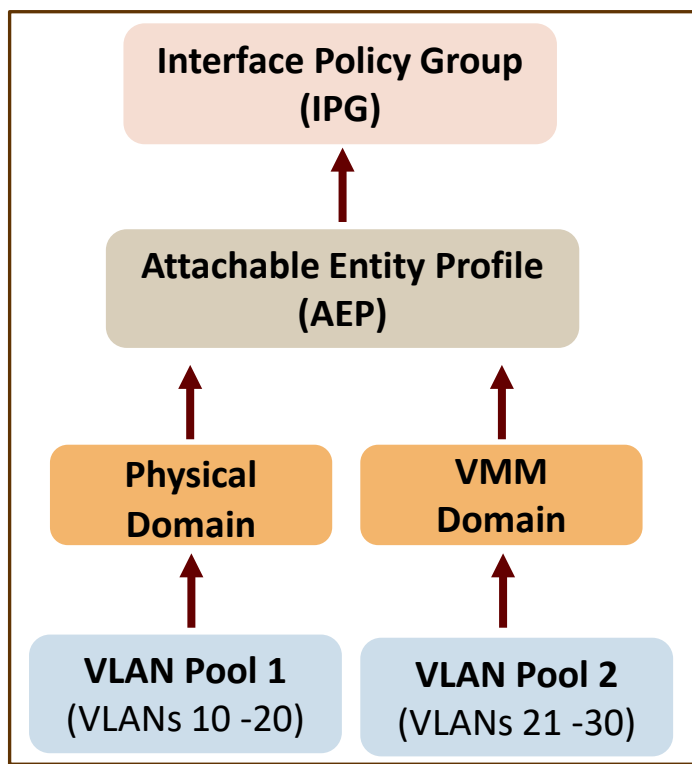 Interface Policy Group
(IPG)
Attachable Entity Profile
(AEP)
Physical
Domain
VMM
Domain
VLAN Pool 1
(VLANs 10 -20)
VLAN Pool 2
(VLANs 21 -30)